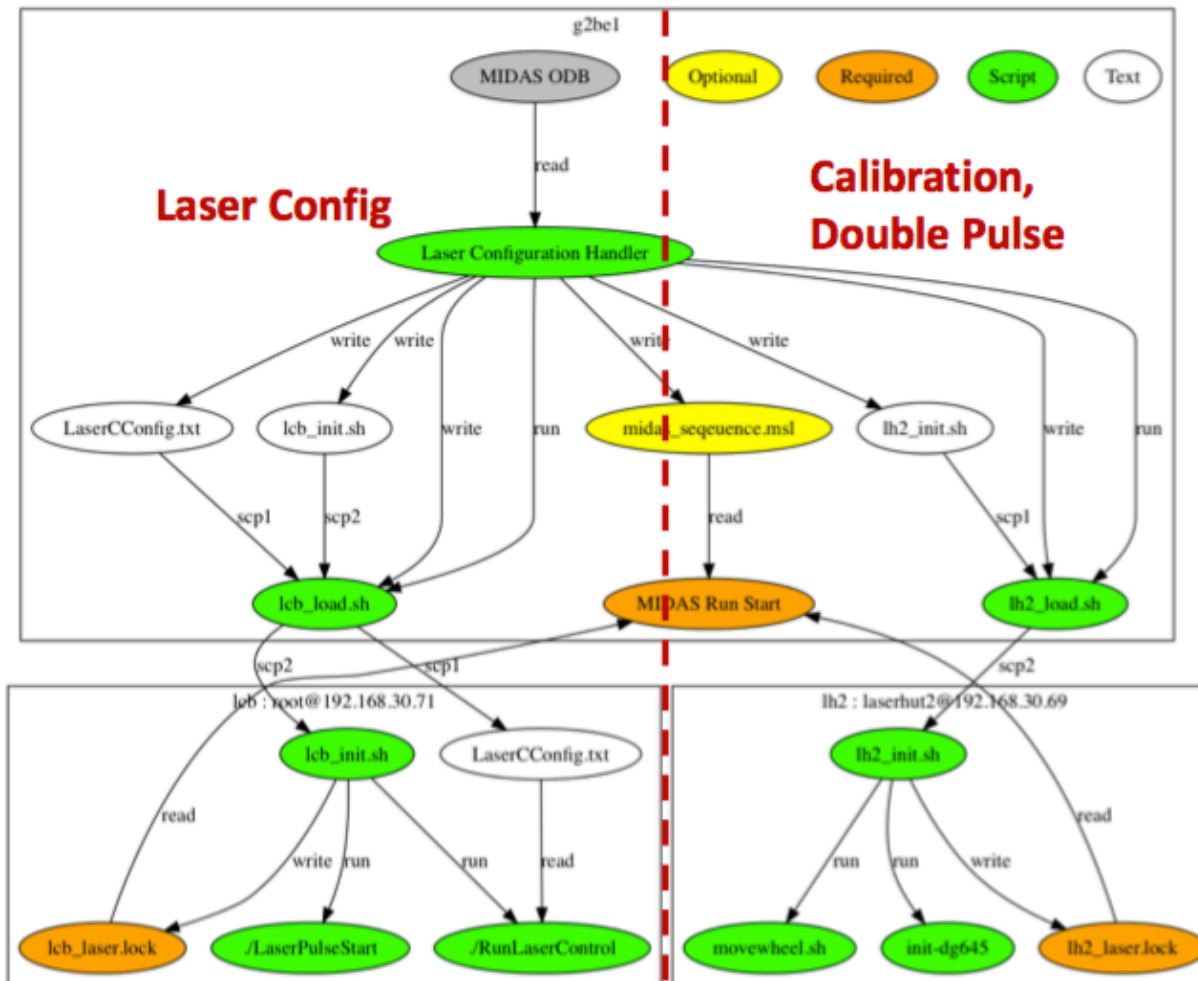 g2be1
MIDAS ODB
Optional
Required
Script
Text
read
Laser Config
Calibration,
Double Pulse
Laser Configuration Handler
write
write
write
run
write
write
write
run
LaserCConfig.txt
lcb_init.sh
midas_seqeuence.msl
lh2_init.sh
scp1
scp2
read
scp1
lcb_load.sh
MIDAS Run Start
lh2_load.sh
scp2
scp1
scp2
lcb : root@192.168.30.71
lh2 : laserhut2@192.168.30.69
lcb_init.sh
LaserCConfig.txt
lh2_init.sh
read
write
run
run
read
run
run
write
read
lcb_laser.lock
./LaserPulseStart
./RunLaserControl
movewheel.sh
init-dg645
lh2_laser.lock